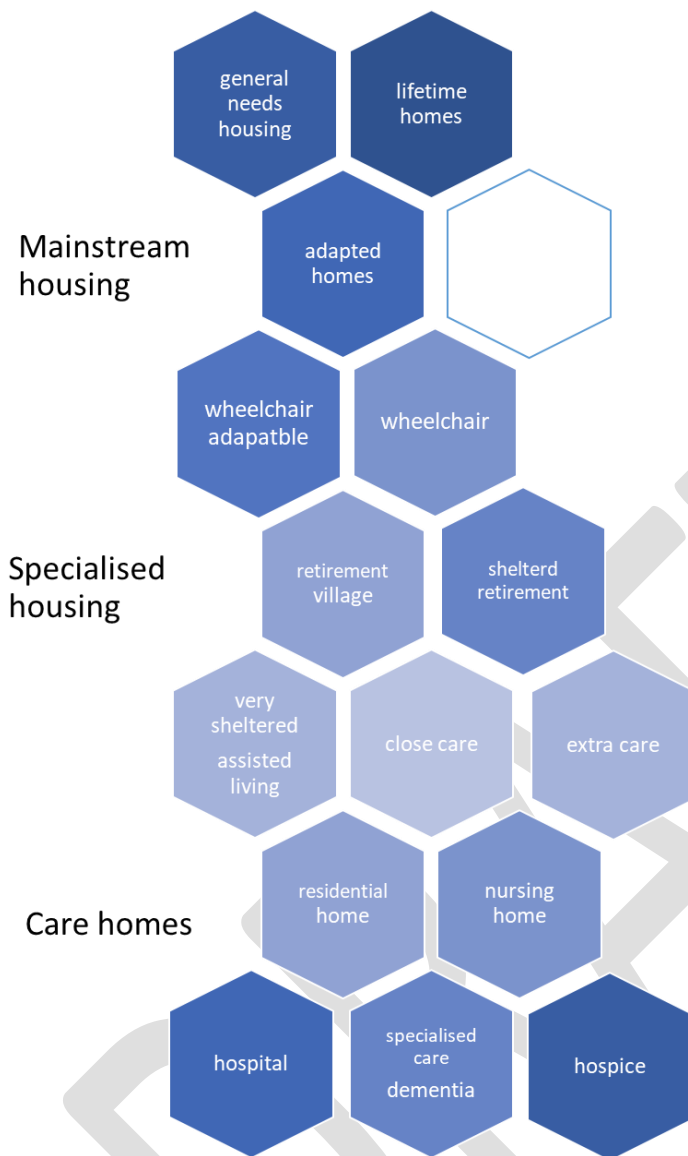 general
needs
housing
lifetime
homes
Mainstream
housing
adapted
homes
wheelchair
adapatble
wheelchair
Specialised
housing
retirement
village
shelterd
retirement
very
sheltered
assisted
living
close care
extra care
Care homes
residential
home
nursing
home
hospital
specialised
care
dementia
hospice